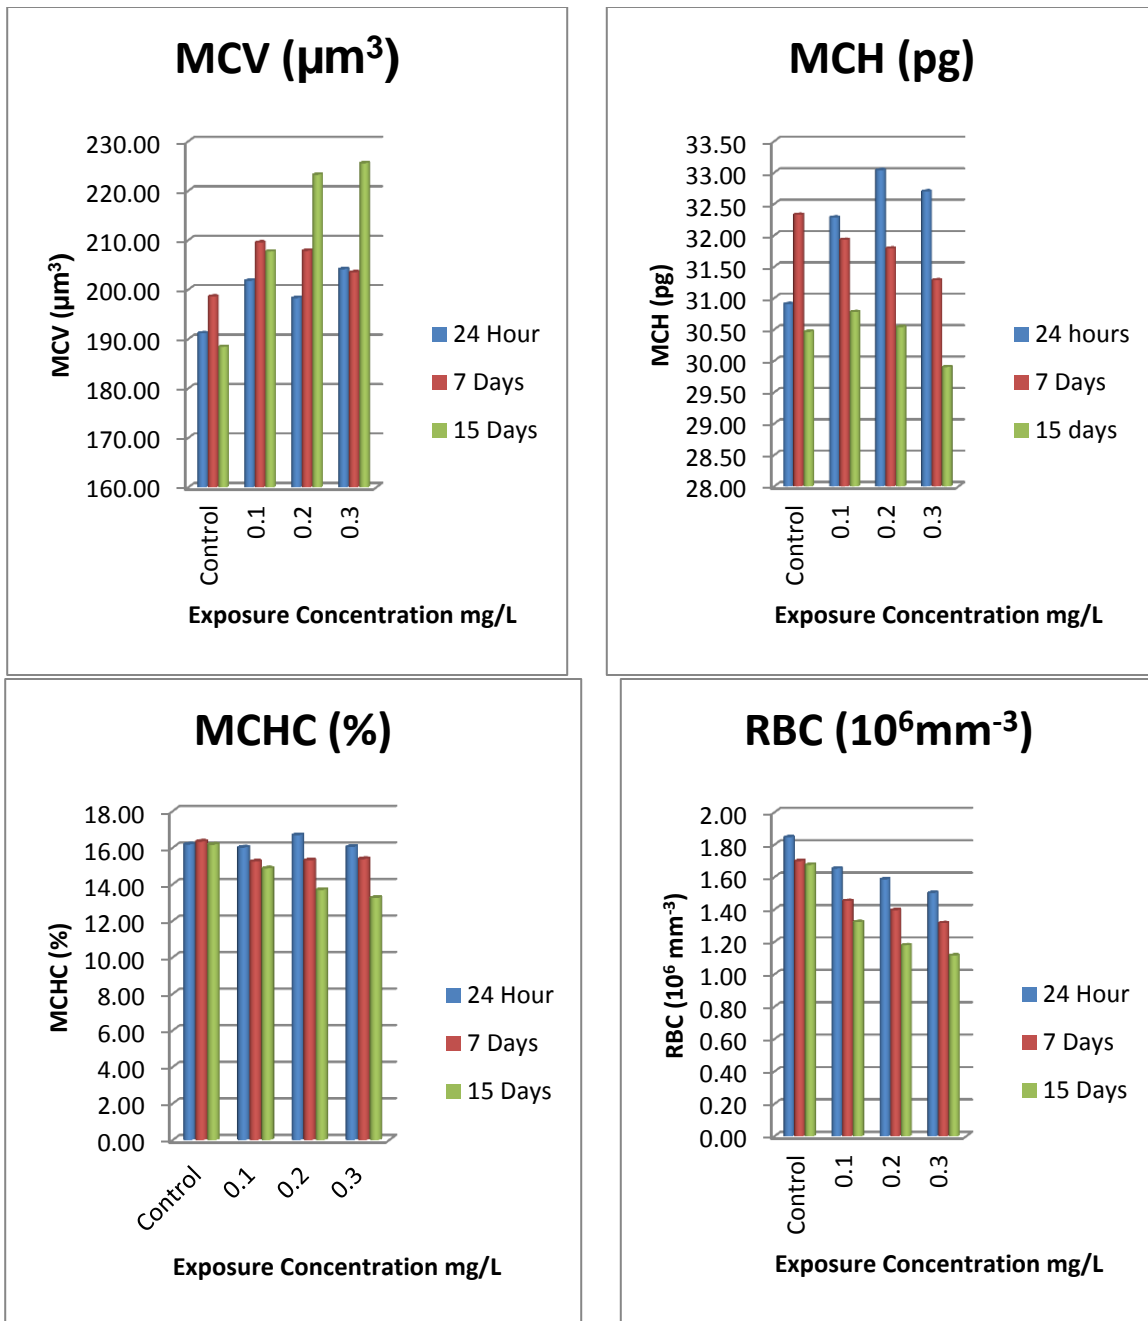 MCV (µm³)
230.00
220.00
210.00
200.00
190.00
180.00
170.00
160.00
MCV (µm³)
Control
0.1
0.2
0.3
Exposure Concentration mg/L
24 Hour
7 Days
15 Days
MCH (pg)
33.50
33.00
32.50
32.00
31.50
31.00
30.50
30.00
29.50
29.00
28.50
28.00
MCH (pg)
Control
0.1
0.2
0.3
Exposure Concentration mg/L
24 hours
7 Days
15 days
MCHC (%)
18.00
16.00
14.00
12.00
10.00
8.00
6.00
4.00
2.00
0.00
MCHC (%)
Control
0.1
0.2
0.3
Exposure Concentration mg/L
24 Hour
7 Days
15 Days
RBC (10⁶mm⁻³)
2.00
1.80
1.60
1.40
1.20
1.00
0.80
0.60
0.40
0.20
0.00
RBC (10⁶ mm⁻³)
Control
0.1
0.2
0.3
Exposure Concentration mg/L
24 Hour
7 Days
15 Days